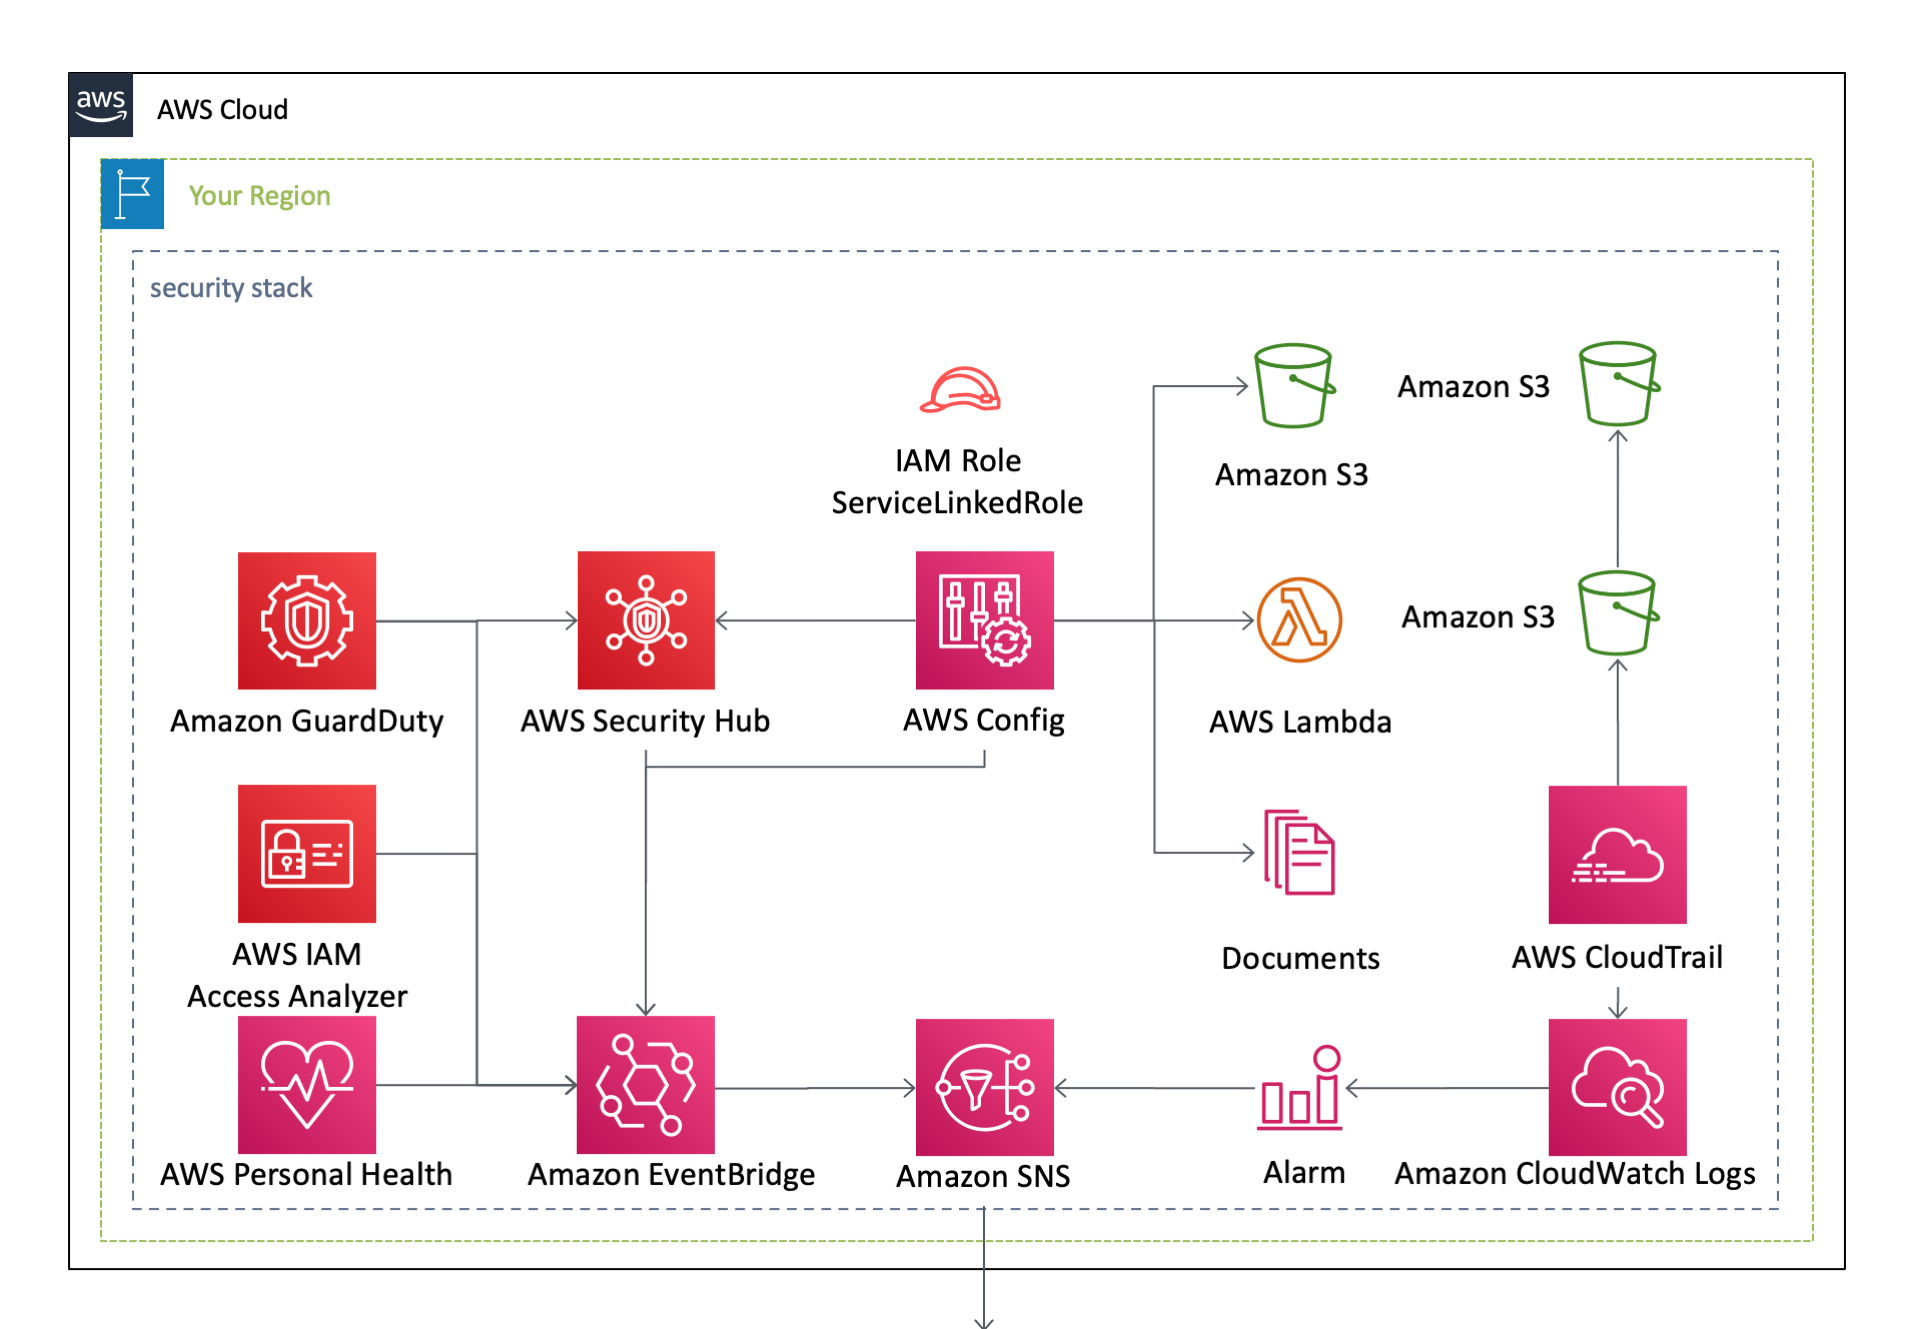 aws
AWS Cloud
Your Region
security stack
IAM Role
ServiceLinkedRole
Amazon S3
Amazon S3
Amazon S3
Amazon GuardDuty
AWS Security Hub
AWS Config
AWS Lambda
AWS IAM
Access Analyzer
Documents
AWS CloudTrail
AWS Personal Health
Amazon EventBridge
Amazon SNS
Alarm
Amazon CloudWatch Logs